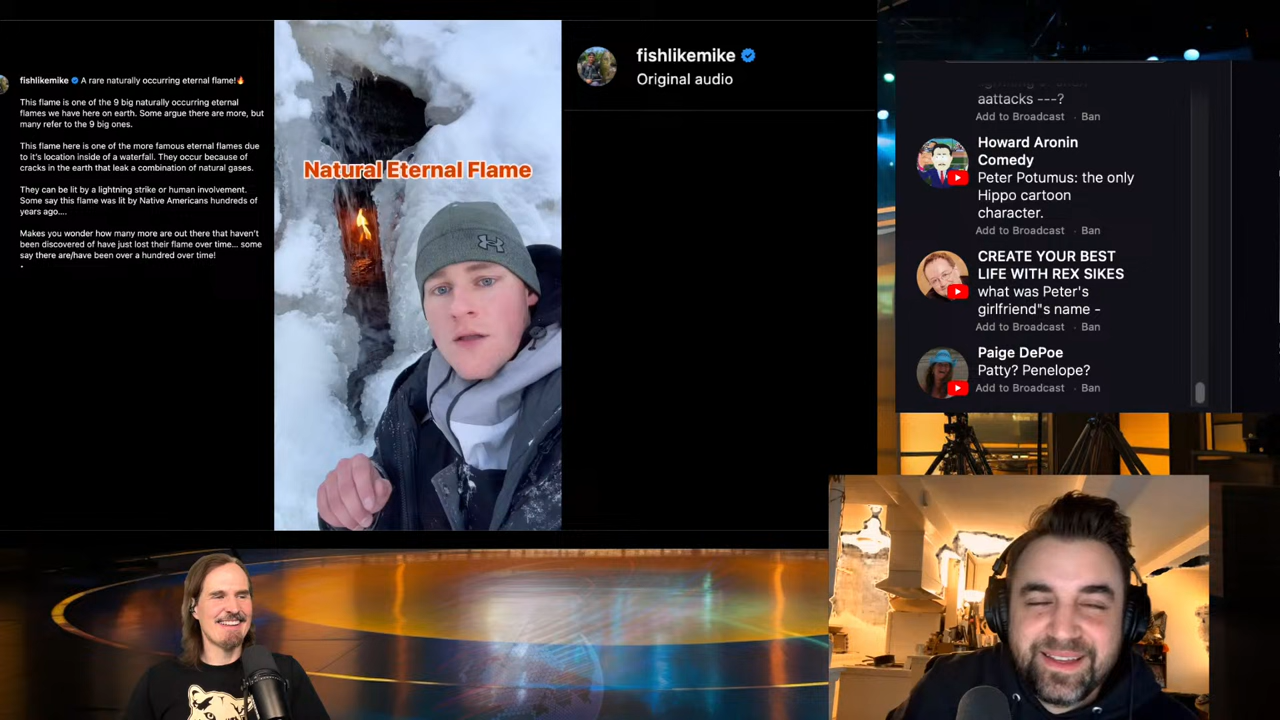 fishlikemike A rare naturally occurring eternal flame!🔥
This flame is one of the 9 big naturally occurring eternal
flames we have here on earth. Some argue there are more, but
many refer to the 9 big ones.
This flame here is one of the more famous eternal flames due
to it's location inside of a waterfall. They occur because of
cracks in the earth that leak a combination of natural gases.
They can be lit by a lightning strike or human involvement.
Some say this flame was lit by Native Americans hundreds of
years ago....
Makes you wonder how many more are out there that haven't
been discovered of have just lost their flame over time... some
say there are/have been over a hundred over time!
.
Natural Eternal Flame
fishlikemike
Original audio
aattacks ---?
Add to Broadcast · Ban
Howard Aronin
Comedy
Peter Potumus: the only
Hippo cartoon
character.
Add to Broadcast · Ban
CREATE YOUR BEST
LIFE WITH REX SIKES
what was Peter's
girlfriend"s name -
Add to Broadcast · Ban
Paige DePoe
Patty? Penelope?
Add to Broadcast · Ban